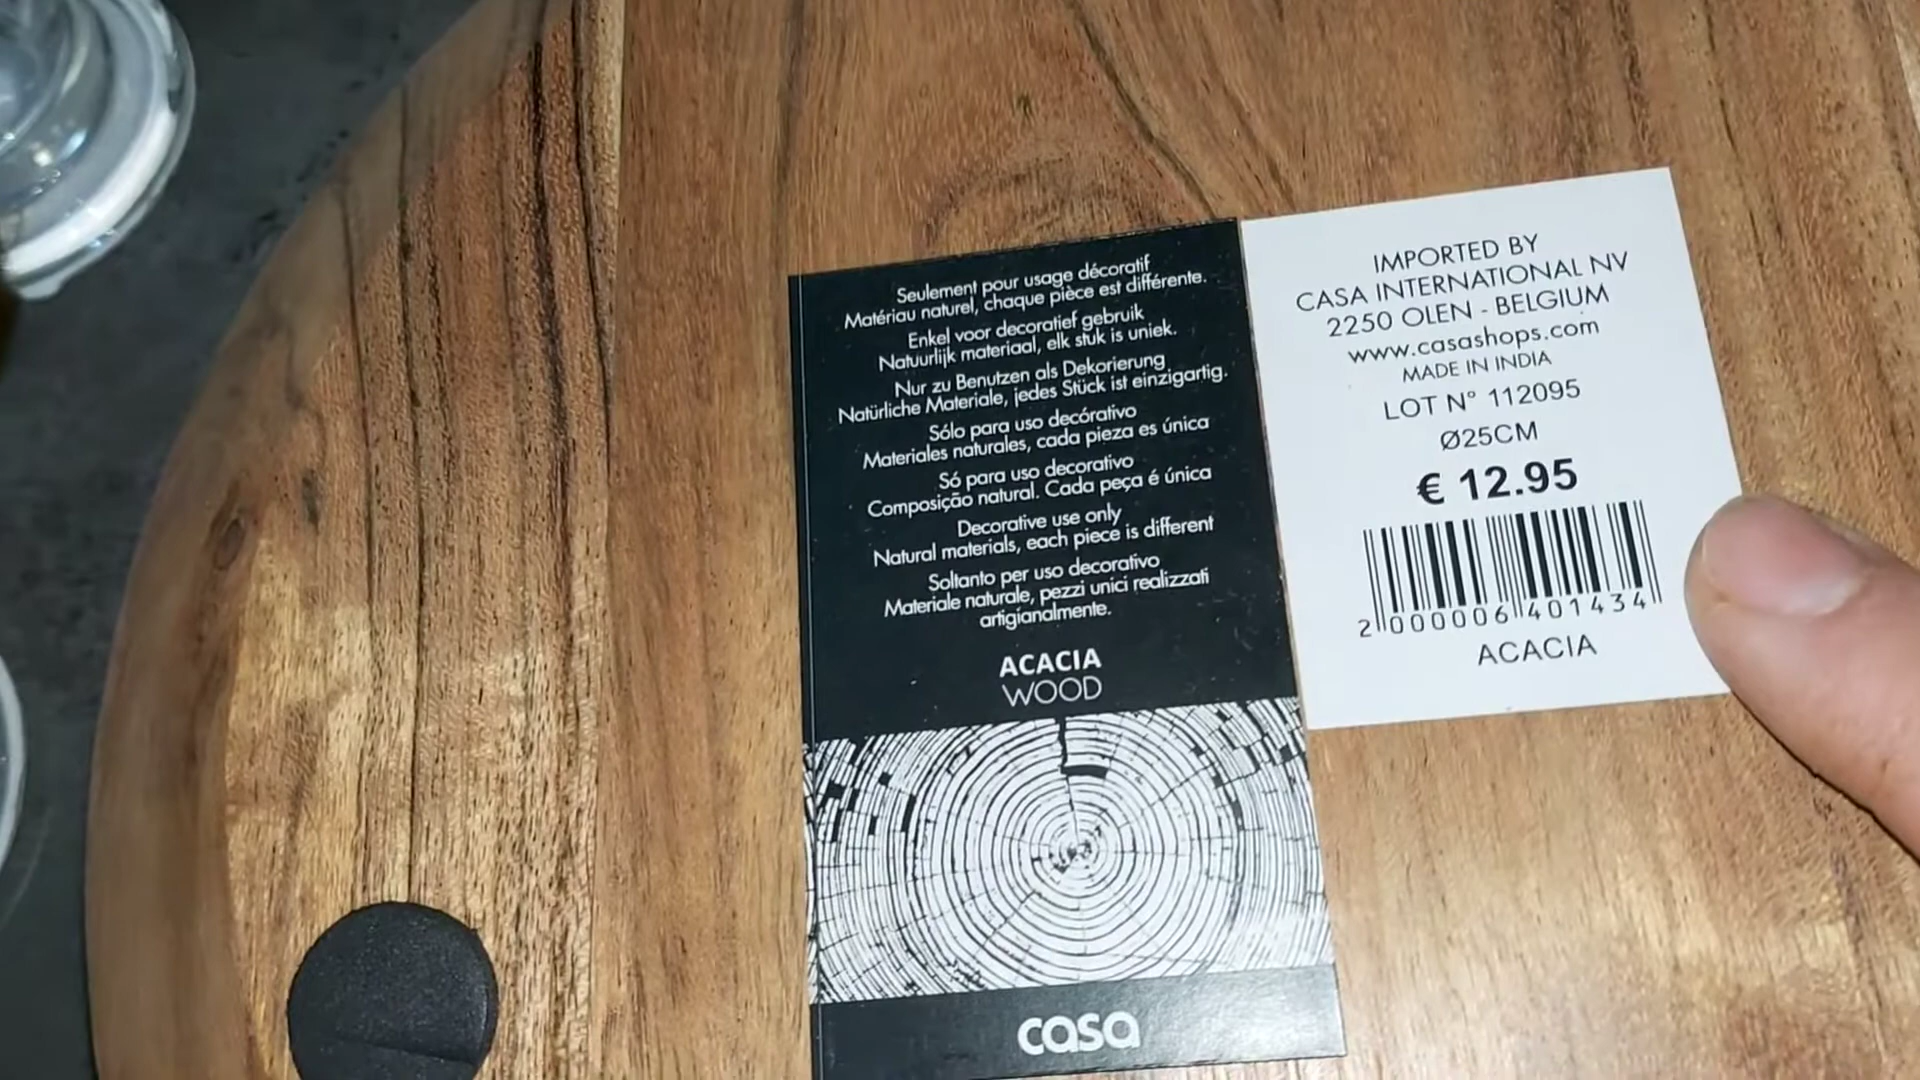 Seulement pour usage décoratif
Matériau naturel, chaque pièce est différente.
Enkel voor decoratief gebruik
Natuurlijk materiaal, elk stuk is uniek.
Nur zu Benutzen als Dekorierung
Natürliche Materiale, jedes Stück ist einzigartig.
Sólo para uso decórativo
Materiales naturales, cada pieza es única
Só para uso decorativo
Composição natural. Cada peça é única
Decorative use only
Natural materials, each piece is different
Soltanto per uso decorativo
Materiale naturale, pezzi unici realizzati
artigianalmente.
ACACIA
WOOD
casa
IMPORTED BY
CASA INTERNATIONAL NV
2250 OLEN - BELGIUM
www.casashops.com
MADE IN INDIA
LOT N° 112095
Ø25CM
€ 12.95
2 000006 401434
ACACIA